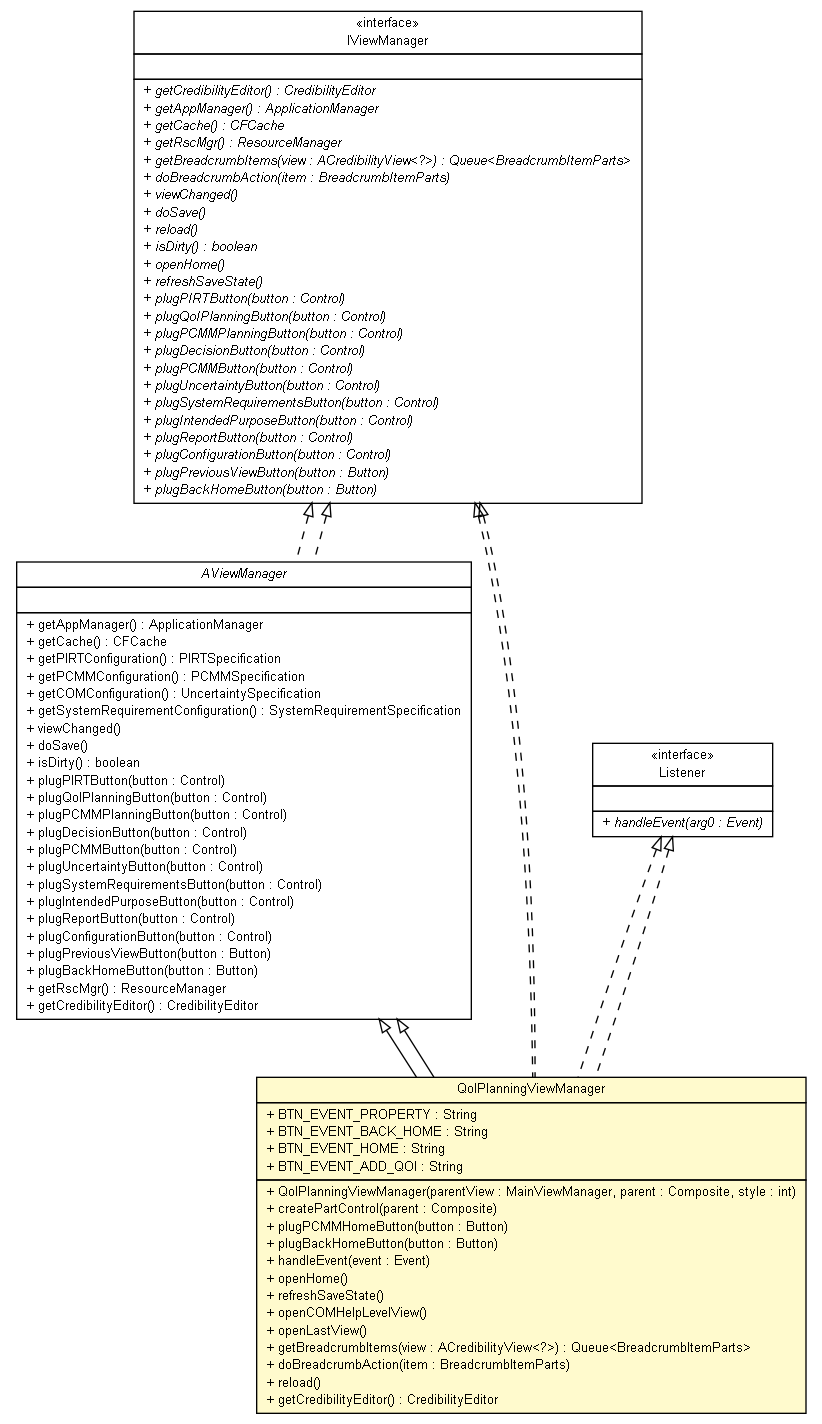 «interface»
IViewManager
+ getCredibilityEditor() : CredibilityEditor
+ getAppManager() : ApplicationManager
+ getCache() : CFCache
+ getRscMgr() : ResourceManager
+ getBreadcrumbItems(view : ACredibilityView<?>) : Queue<BreadcrumbItemParts>
+ doBreadcrumbAction(item : BreadcrumbItemParts)
+ viewChanged()
+ doSave()
+ reload()
+ isDirty() : boolean
+ openHome()
+ refreshSaveState()
+ plugPIRTButton(button : Control)
+ plugQoIPlanningButton(button : Control)
+ plugPCMMPlanningButton(button : Control)
+ plugDecisionButton(button : Control)
+ plugPCMMButton(button : Control)
+ plugUncertaintyButton(button : Control)
+ plugSystemRequirementsButton(button : Control)
+ plugIntendedPurposeButton(button : Control)
+ plugReportButton(button : Control)
+ plugConfigurationButton(button : Control)
+ plugPreviousViewButton(button : Button)
+ plugBackHomeButton(button : Button)
AViewManager
+ getAppManager() : ApplicationManager
+ getCache() : CFCache
+ getPIRTConfiguration() : PIRTSpecification
+ getPCMMConfiguration() : PCMMSpecification
+ getCOMConfiguration() : UncertaintySpecification
+ getSystemRequirementConfiguration() : SystemRequirementSpecification
+ viewChanged()
+ doSave()
+ isDirty() : boolean
+ plugPIRTButton(button : Control)
+ plugQoIPlanningButton(button : Control)
+ plugPCMMPlanningButton(button : Control)
+ plugDecisionButton(button : Control)
+ plugPCMMButton(button : Control)
+ plugUncertaintyButton(button : Control)
+ plugSystemRequirementsButton(button : Control)
+ plugIntendedPurposeButton(button : Control)
+ plugReportButton(button : Control)
+ plugConfigurationButton(button : Control)
+ plugPreviousViewButton(button : Button)
+ plugBackHomeButton(button : Button)
+ getRscMgr() : ResourceManager
+ getCredibilityEditor() : CredibilityEditor
«interface»
Listener
+ handleEvent(arg0 : Event)
QoIPlanningViewManager
+ BTN_EVENT_PROPERTY : String
+ BTN_EVENT_BACK_HOME : String
+ BTN_EVENT_HOME : String
+ BTN_EVENT_ADD_QOI : String
+ QoIPlanningViewManager(parentView : MainViewManager, parent : Composite, style : int)
+ createPartControl(parent : Composite)
+ plugPCMMHomeButton(button : Button)
+ plugBackHomeButton(button : Button)
+ handleEvent(event : Event)
+ openHome()
+ refreshSaveState()
+ openCOMHelpLevelView()
+ openLastView()
+ getBreadcrumbItems(view : ACredibilityView<?>) : Queue<BreadcrumbItemParts>
+ doBreadcrumbAction(item : BreadcrumbItemParts)
+ reload()
+ getCredibilityEditor() : CredibilityEditor